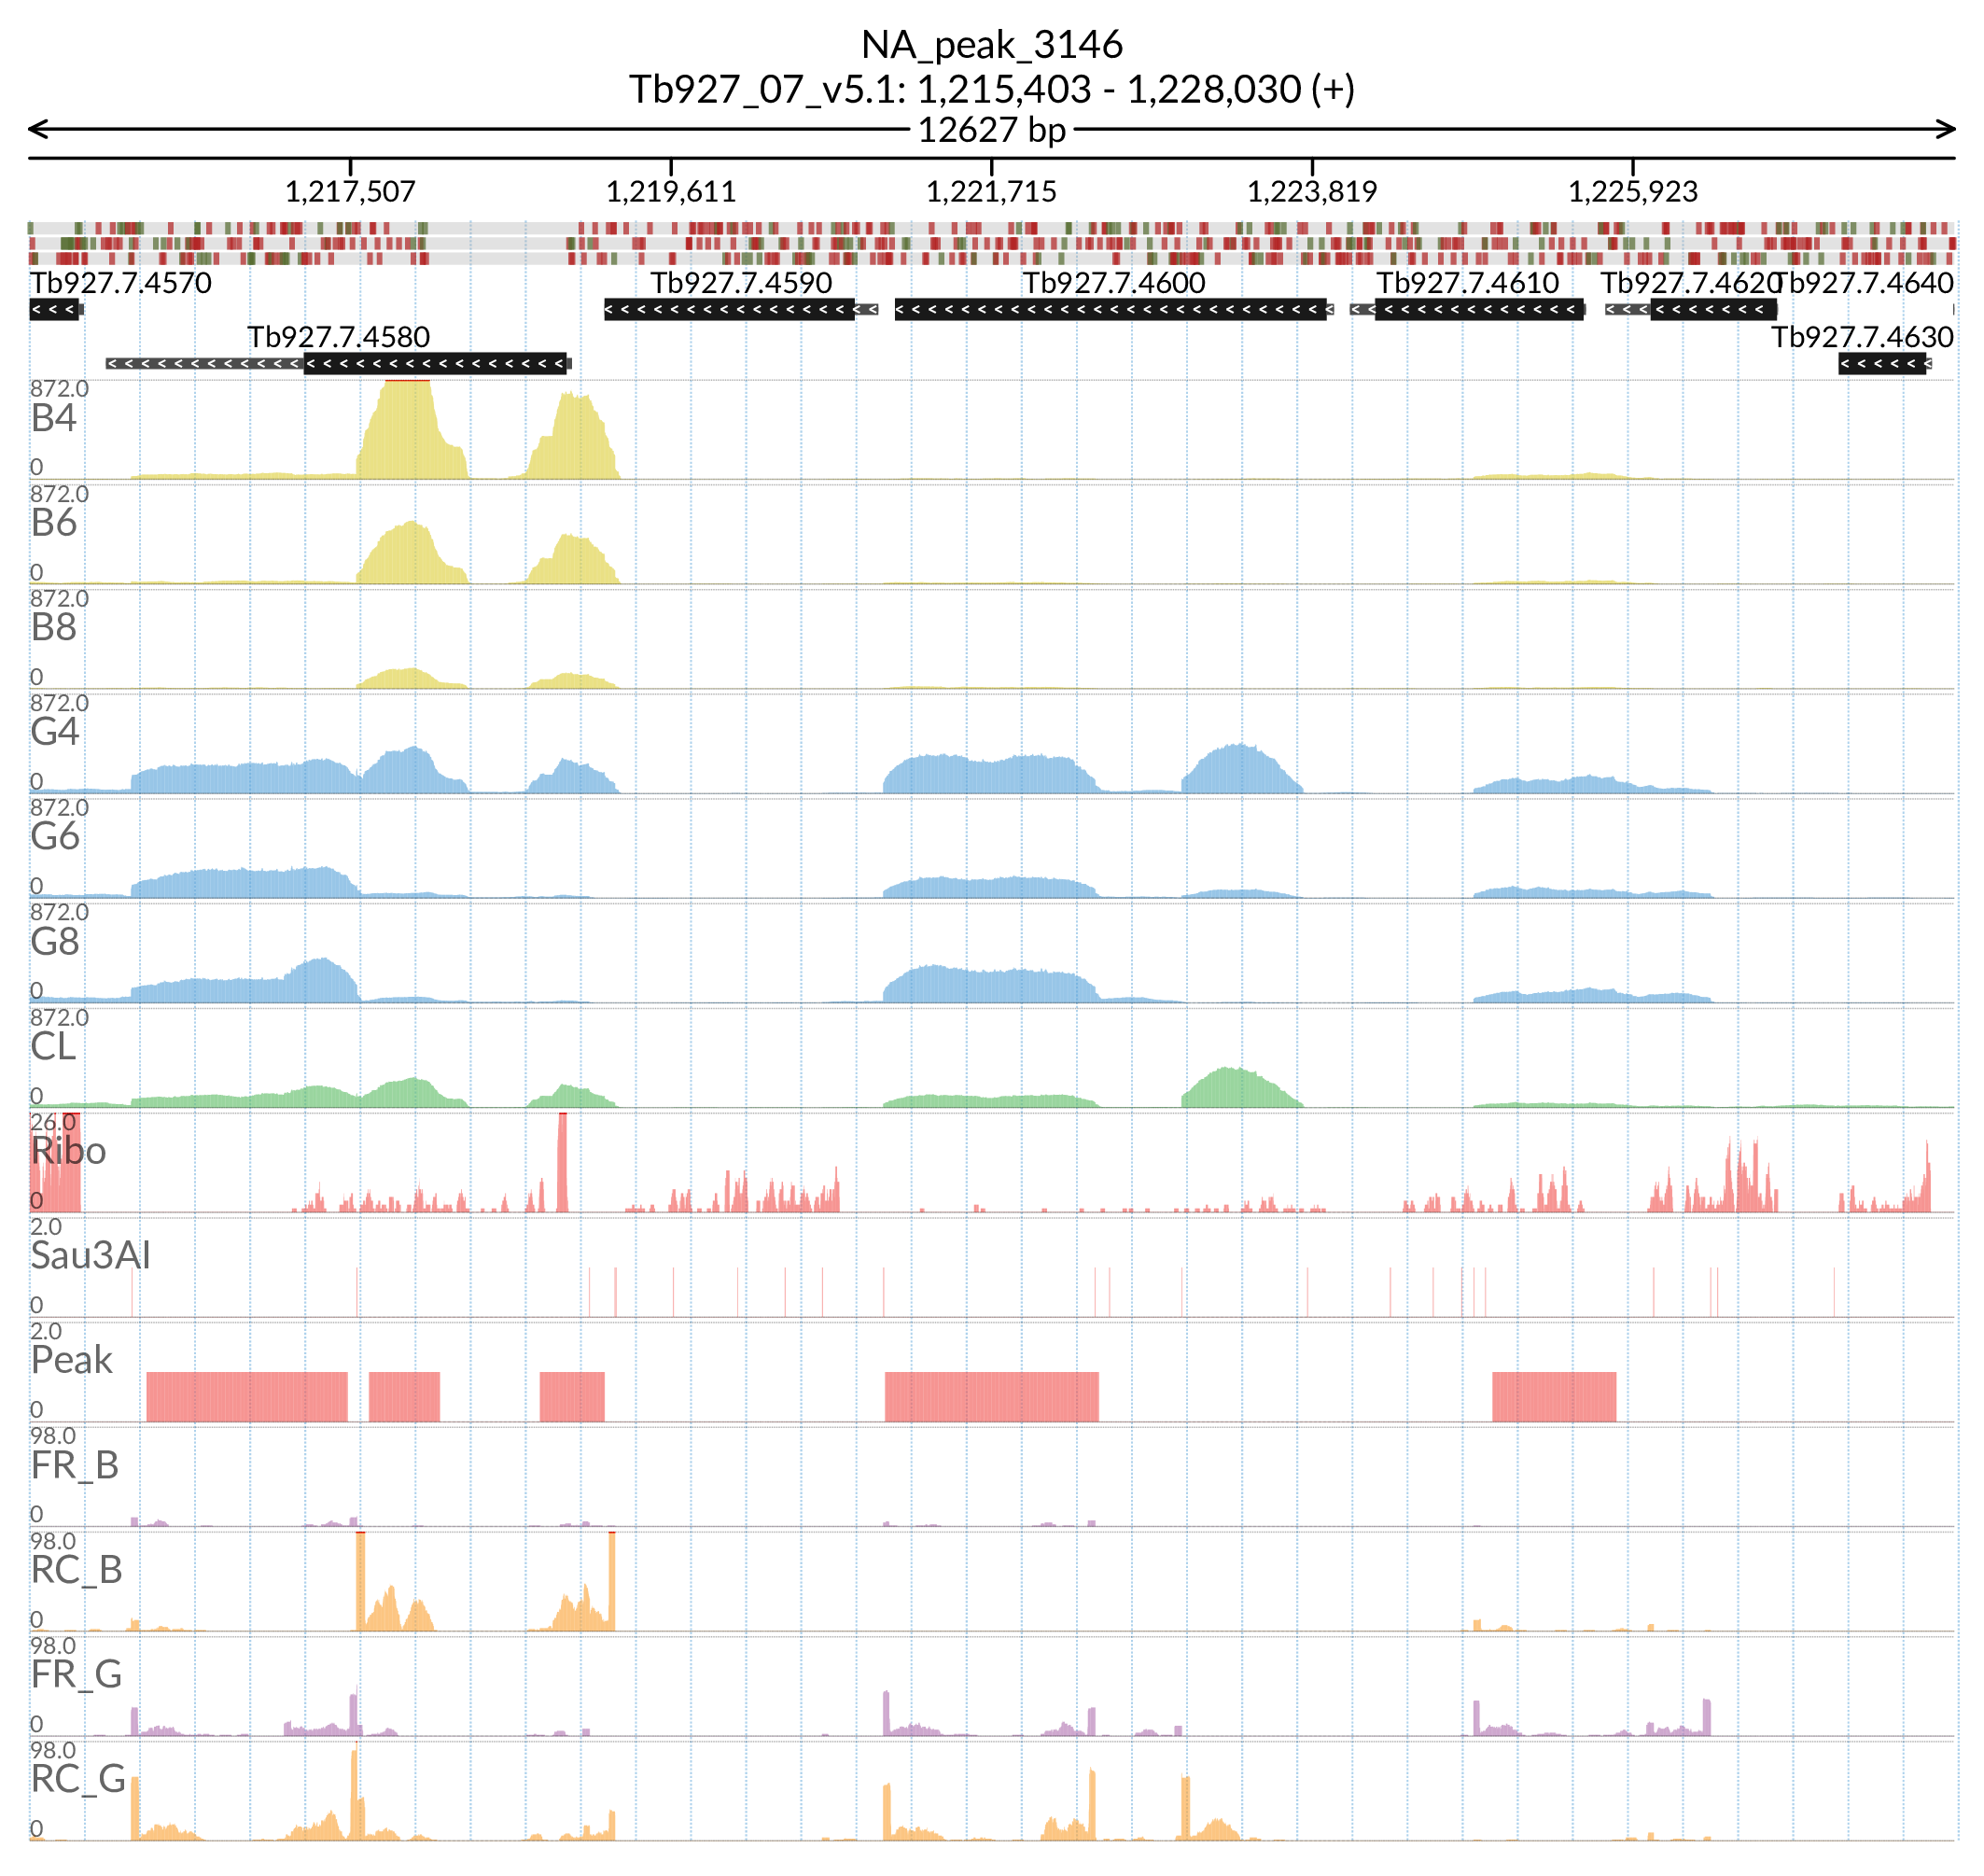 NA_peak_3146
Tb927_07_v5.1: 1,215,403 - 1,228,030 (+)
12627 bp
1,217,507 1,219,611 1,221,715 1,223,819 1,225,923
Tb927.7.4570 Tb927.7.4590 Tb927.7.4600 Tb927.7.4610 Tb927.7.4620 Tb927.7.4640
Tb927.7.4580 Tb927.7.4630
872.0
B4
0
872.0
B6
0
872.0
B8
0
872.0
G4
0
872.0
G6
0
872.0
G8
0
872.0
CL
0
26.0
Ribo
0
2.0
Sau3AI
0
2.0
Peak
0
98.0
FR_B
0
98.0
RC_B
0
98.0
FR_G
0
98.0
RC_G
0